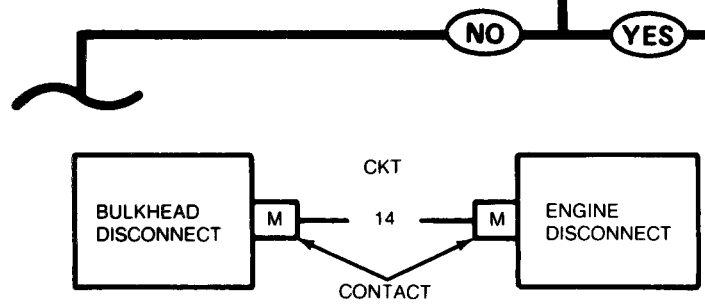 NO YES
CKT
BULKHEAD
DISCONNECT
M 14 M
ENGINE
DISCONNECT
CONTACT